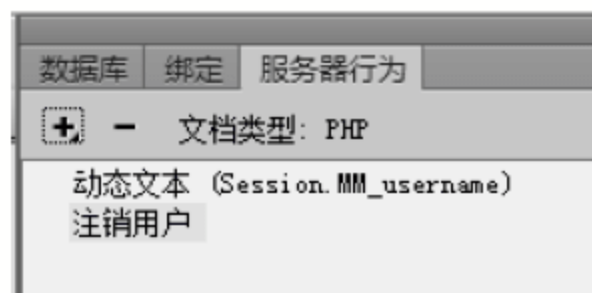 数据库 绑定 服务器行为
+ - 文档类型: PHP
动态文本 (Session.MM_username)
注销用户